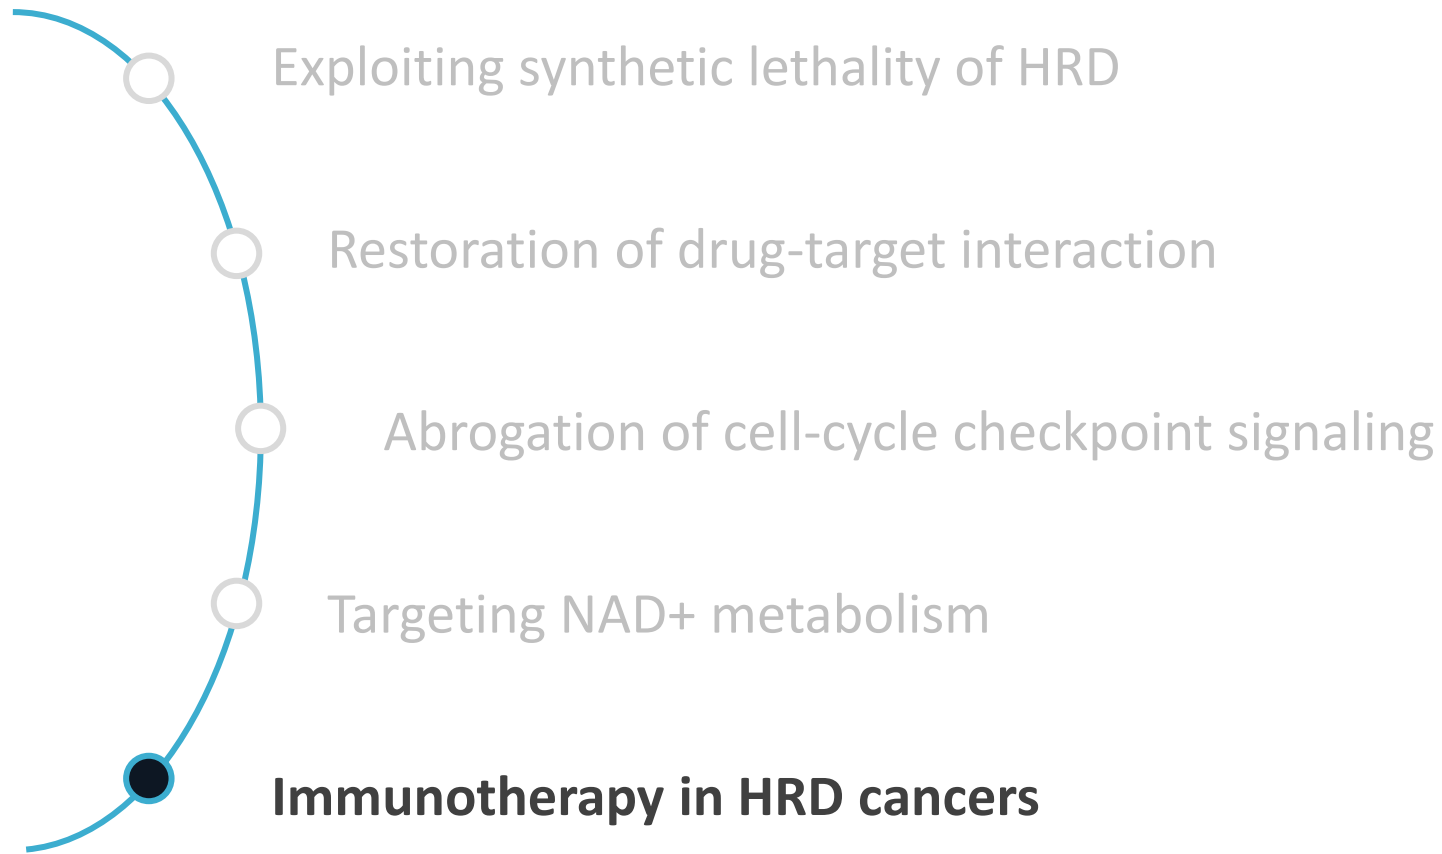 Exploiting synthetic lethality of HRD
Restoration of drug-target interaction
Abrogation of cell-cycle checkpoint signaling
Targeting NAD+ metabolism
Immunotherapy in HRD cancers